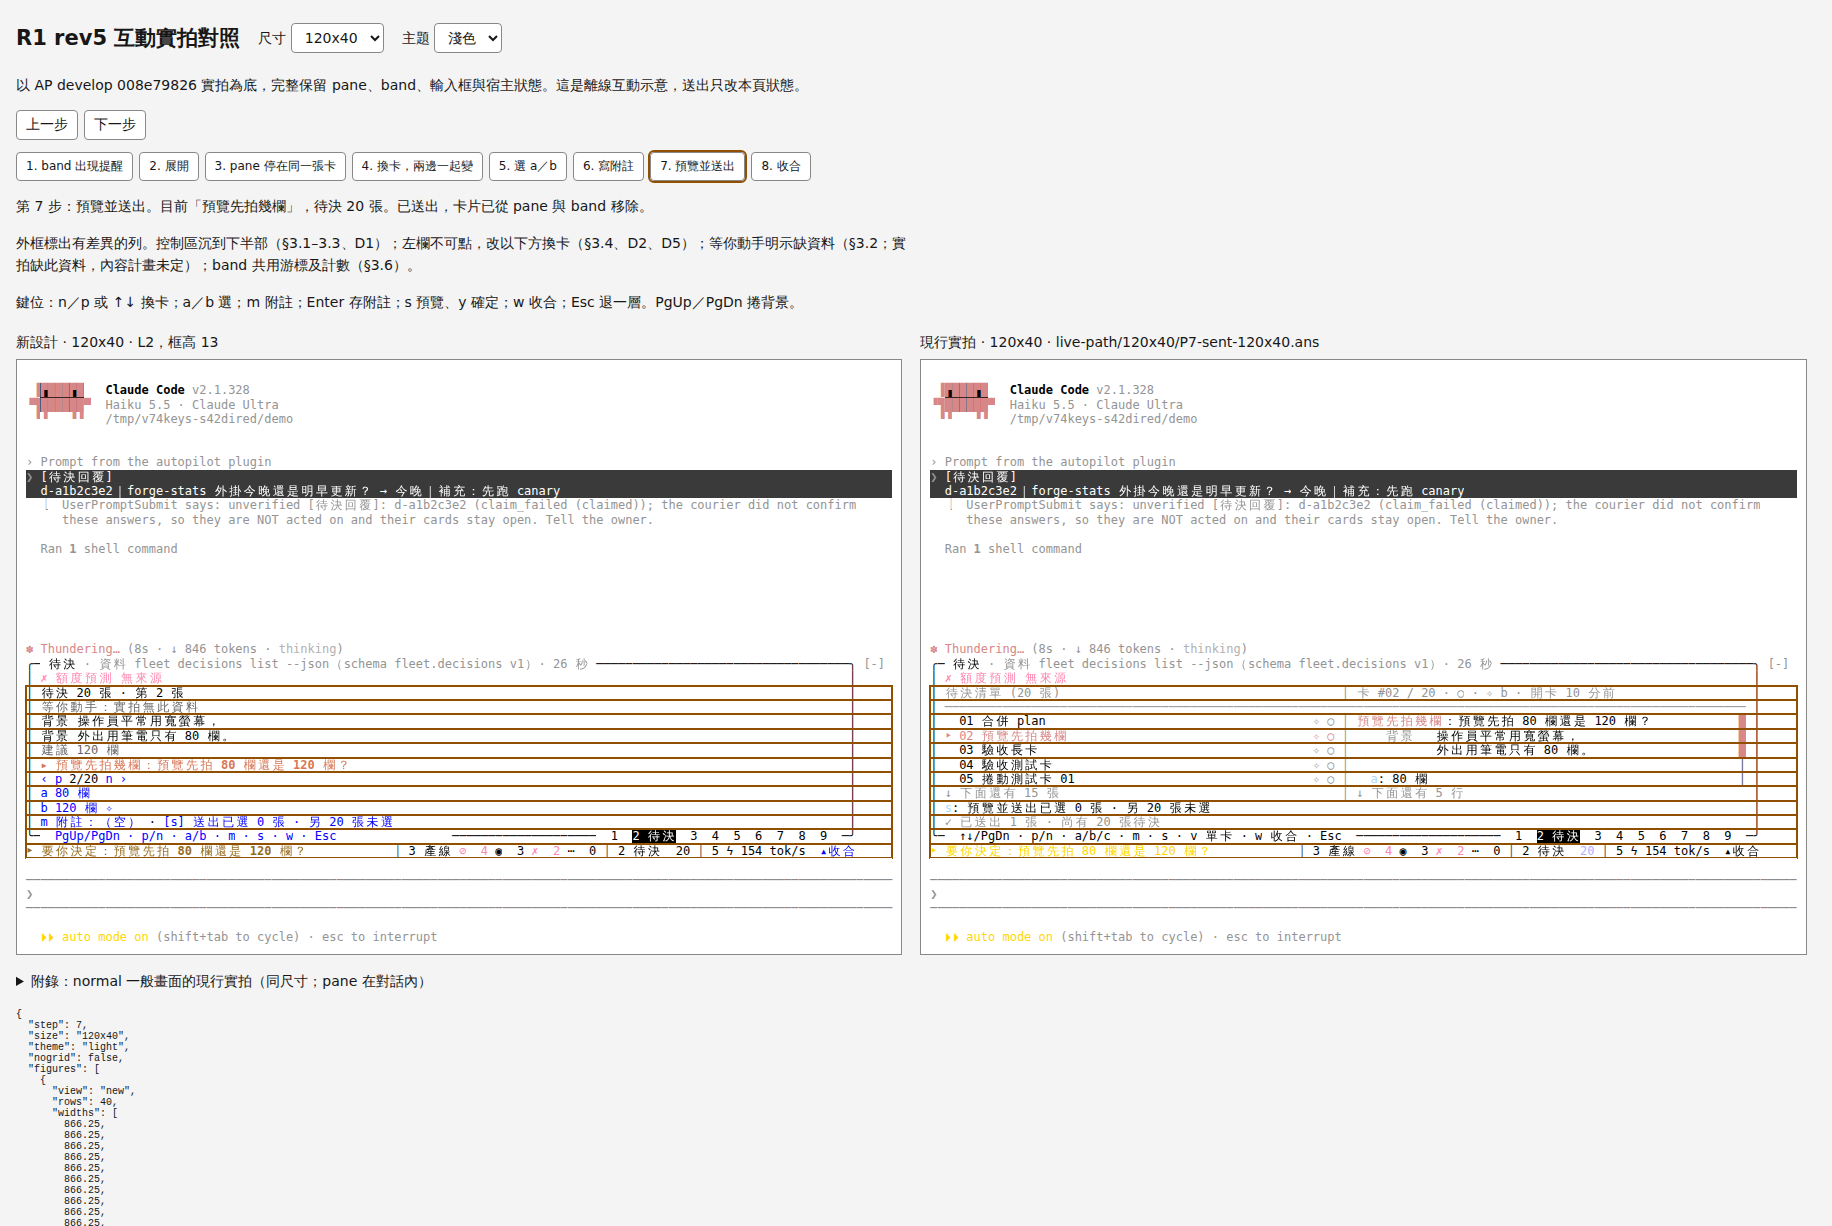 R1 rev5 互動實拍對照 尺寸 120x40 主題 淺色
以 AP develop 008e79826 實拍為底，完整保留 pane、band、輸入框與宿主狀態。這是離線互動示意，送出只改本頁狀態。
上一步 下一步
1. band 出現提醒 2. 展開 3. pane 停在同一張卡 4. 換卡，兩邊一起變 5. 選 a／b 6. 寫附註 7. 預覽並送出 8. 收合
第 7 步：預覽並送出。目前「預覽先拍幾欄」，待決 20 張。已送出，卡片已從 pane 與 band 移除。
外框標出有差異的列。控制區沉到下半部（§3.1–3.3、D1）；左欄不可點，改以下方換卡（§3.4、D2、D5）；等你動手明示缺資料（§3.2；實
拍缺此資料，內容計畫未定）；band 共用游標及計數（§3.6）。
鍵位：n／p 或 ↑↓ 換卡；a／b 選；m 附註；Enter 存附註；s 預覽、y 確定；w 收合；Esc 退一層。PgUp／PgDn 捲背景。
新設計 · 120x40 · L2，框高 13
Claude Code v2.1.328
Haiku 5.5 · Claude Ultra
/tmp/v74keys-s42dired/demo
› Prompt from the autopilot plugin
❯ [待決回覆]
d-a1b2c3e2｜forge-stats 外掛今晚還是明早更新？ → 今晚｜補充：先跑 canary
⎩ UserPromptSubmit says: unverified [待決回覆]: d-a1b2c3e2 (claim_failed (claimed)); the courier did not confirm
these answers, so they are NOT acted on and their cards stay open. Tell the owner.
Ran 1 shell command
✽ Thundering… (8s · ↓ 846 tokens · thinking)
待決 · 資料 fleet decisions list --json（schema fleet.decisions v1）· 26 秒 [-]
✗ 額度預測 無來源
待決 20 張 · 第 2 張
等你動手：實拍無此資料
背景 操作員平常用寬螢幕，
背景 外出用筆電只有 80 欄。
建議 120 欄
▸ 預覽先拍幾欄：預覽先拍 80 欄還是 120 欄？
‹ p 2/20 n ›
a 80 欄
b 120 欄 ✧
m 附註：（空） · [s] 送出已選 0 張 · 另 20 張未選
PgUp/PgDn · p/n · a/b · m · s · w · Esc 1 2 待決 3 4 5 6 7 8 9
▸ 要你決定：預覽先拍 80 欄還是 120 欄？ | 3 產線 ⊘ 4 ◉ 3 ✗ 2 ⋯ 0 | 2 待決 20 | 5 ϟ 154 tok/s ▴收合
❯
⏵⏵ auto mode on (shift+tab to cycle) · esc to interrupt
現行實拍 · 120x40 · live-path/120x40/P7-sent-120x40.ans
Claude Code v2.1.328
Haiku 5.5 · Claude Ultra
/tmp/v74keys-s42dired/demo
› Prompt from the autopilot plugin
❯ [待決回覆]
d-a1b2c3e2｜forge-stats 外掛今晚還是明早更新？ → 今晚｜補充：先跑 canary
⎩ UserPromptSubmit says: unverified [待決回覆]: d-a1b2c3e2 (claim_failed (claimed)); the courier did not confirm
these answers, so they are NOT acted on and their cards stay open. Tell the owner.
Ran 1 shell command
✽ Thundering… (8s · ↓ 846 tokens · thinking)
待決 · 資料 fleet decisions list --json（schema fleet.decisions v1）· 26 秒 [-]
✗ 額度預測 無來源
待決清單 (20 張) | 卡 #02 / 20 · ○ · ✧ b · 開卡 10 分前
01 合併 plan ✧ ○ | 預覽先拍幾欄：預覽先拍 80 欄還是 120 欄？
▸ 02 預覽先拍幾欄 ✧ ○ | 背景 操作員平常用寬螢幕，
03 驗收長卡 ✧ ○ | 外出用筆電只有 80 欄。
04 驗收測試卡 ✧ ○ |
05 捲動測試卡 01 ✧ ○ | a: 80 欄
↓ 下面還有 15 張 | ↓ 下面還有 5 行
s: 預覽並送出已選 0 張 · 另 20 張未選
✓ 已送出 1 張 · 尚有 20 張待決
↑↓/PgDn · p/n · a/b/c · m · s · v 單卡 · w 收合 · Esc 1 2 待決 3 4 5 6 7 8 9
▸ 要你決定：預覽先拍 80 欄還是 120 欄？ | 3 產線 ⊘ 4 ◉ 3 ✗ 2 ⋯ 0 | 2 待決 20 | 5 ϟ 154 tok/s ▴收合
❯
⏵⏵ auto mode on (shift+tab to cycle) · esc to interrupt
▶ 附錄：normal 一般畫面的現行實拍（同尺寸；pane 在對話內）
{
"step": 7,
"size": "120x40",
"theme": "light",
"nogrid": false,
"figures": [
{
"view": "new",
"rows": 40,
"widths": [
866.25,
866.25,
866.25,
866.25,
866.25,
866.25,
866.25,
866.25,
866.25,
866.25,